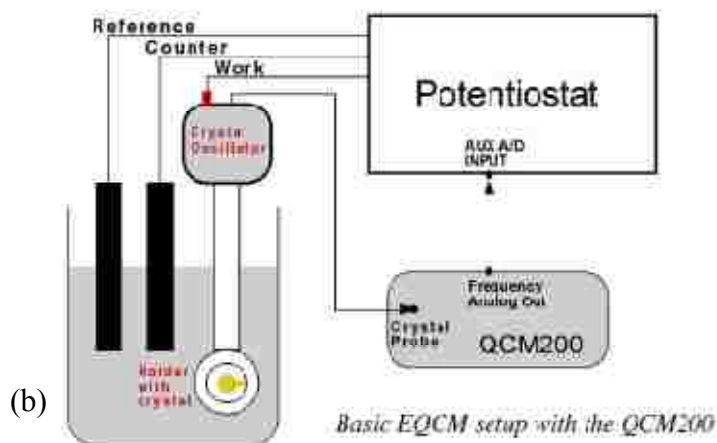 Reference
Counter
Work
Potentiostat
Crystal
Oscillator
AUX A/D
INPUT
Frequency
Analog Out
Crystal
Probe
QCM200
Holder
with
crystal
(b)
Basic EQCM setup with the QCM200